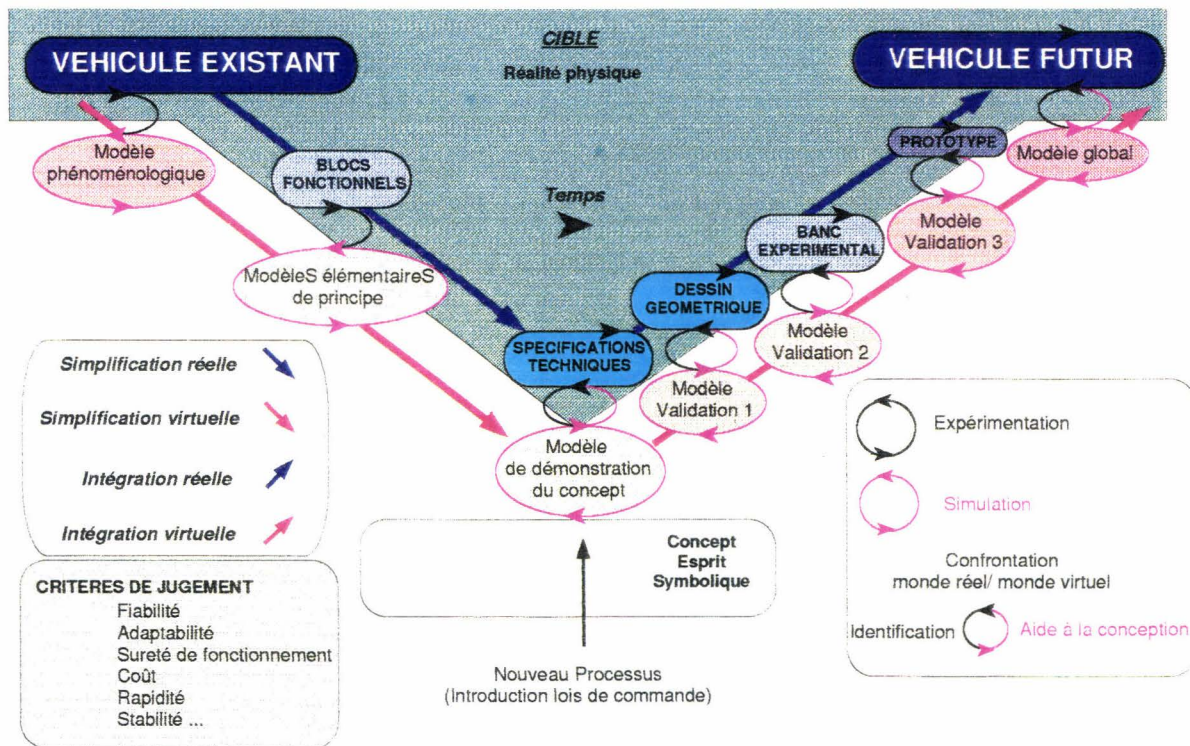 CIBLE
VEHICULE EXISTANT
Réalité physique
VEHICULE FUTUR
Modèle
phénoménologique
BLOCS
FONCTIONNELS
PROTOTYPE
Modèle global
Temps
Modèle
Validation 3
BANC
EXPERIMENTAL
ModèleS élémentaireS
de principe
DESSIN
GEOMETRIQUE
SPECIFICATIONS
TECHNIQUES
Modèle
Validation 2
Modèle
Validation 1
Modèle
de démonstration
du concept
Simplification réelle
Simplification virtuelle
Intégration réelle
Intégration virtuelle
Expérimentation
Simulation
Confrontation
monde réel/ monde virtuel
Identification
Aide à la conception
Concept
Esprit
Symbolique
CRITERES DE JUGEMENT
Fiabilité
Adaptabilité
Sureté de fonctionnement
Coût
Rapidité
Stabilité ...
Nouveau Processus
(Introduction lois de commande)